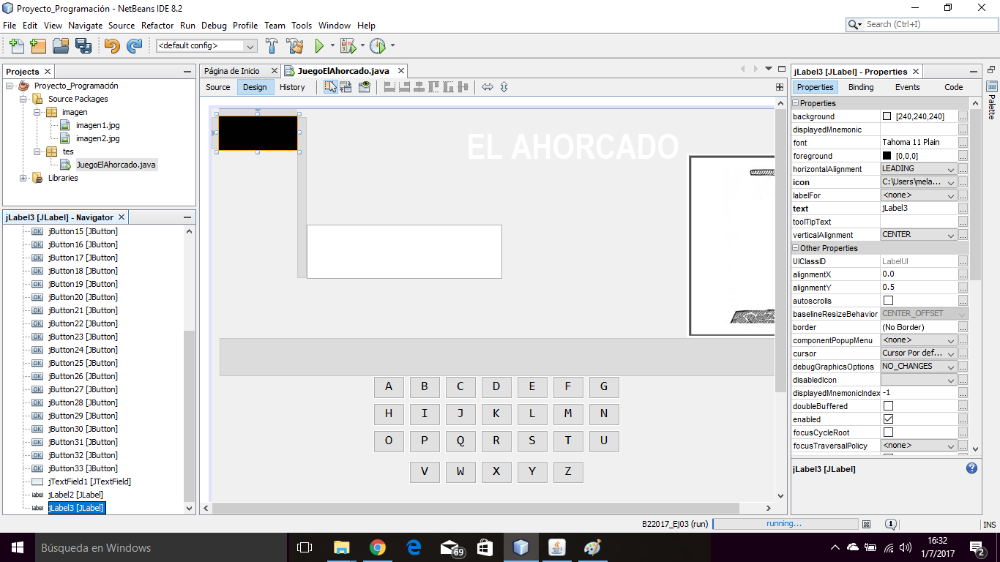 Proyecto_Programación - NetBeans IDE 8.2
File Edit View Navigate Source Refactor Run Debug Profile Team Tools Window Help
Search (Ctrl+I)
<default config>
Projects
Proyecto_Programación
Source Packages
imagen
imagen1.jpg
imagen2.jpg
tes
JuegoElAhorcado.java
Libraries
jLabel3 [JLabel] - Navigator
jButton15 [JButton]
jButton16 [JButton]
jButton17 [JButton]
jButton18 [JButton]
jButton19 [JButton]
jButton20 [JButton]
jButton21 [JButton]
jButton22 [JButton]
jButton23 [JButton]
jButton24 [JButton]
jButton25 [JButton]
jButton26 [JButton]
jButton27 [JButton]
jButton28 [JButton]
jButton29 [JButton]
jButton30 [JButton]
jButton31 [JButton]
jButton32 [JButton]
jButton33 [JButton]
jTextField1 [JTextField]
label jLabel2 [JLabel]
label jLabel3 [JLabel]
Página de Inicio JuegoElAhorcado.java
Source Design History
EL AHORCADO
A B C D E F G
H I J K L M N
O P Q R S T U
V W X Y Z
jLabel3 [JLabel] - Properties
Properties Binding Events Code
Properties
background [240,240,240] ...
displayedMnemonic ...
font Tahoma 11 Plain ...
foreground [0,0,0] ...
horizontalAlignment LEADING ...
icon C:\Users\mela... ...
labelFor <none> ...
text jLabel3 ...
toolTipText ...
verticalAlignment CENTER ...
Other Properties
UIClassID LabelUI ...
alignmentX 0.0 ...
alignmentY 0.5 ...
autoscrolls ...
baselineResizeBehavior CENTER_OFFSET ...
border (No Border) ...
componentPopupMenu <none> ...
cursor Cursor Por def... ...
debugGraphicsOptions NO_CHANGES ...
disabledIcon ...
displayedMnemonicIndex -1 ...
doubleBuffered ...
enabled ...
focusCycleRoot ...
focusTraversalPolicy <none> ...
jLabel3 [JLabel]
Palette
B22017_Ej03 (run) running... 1 INS
Búsqueda en Windows
69
16:32
1/7/2017
2